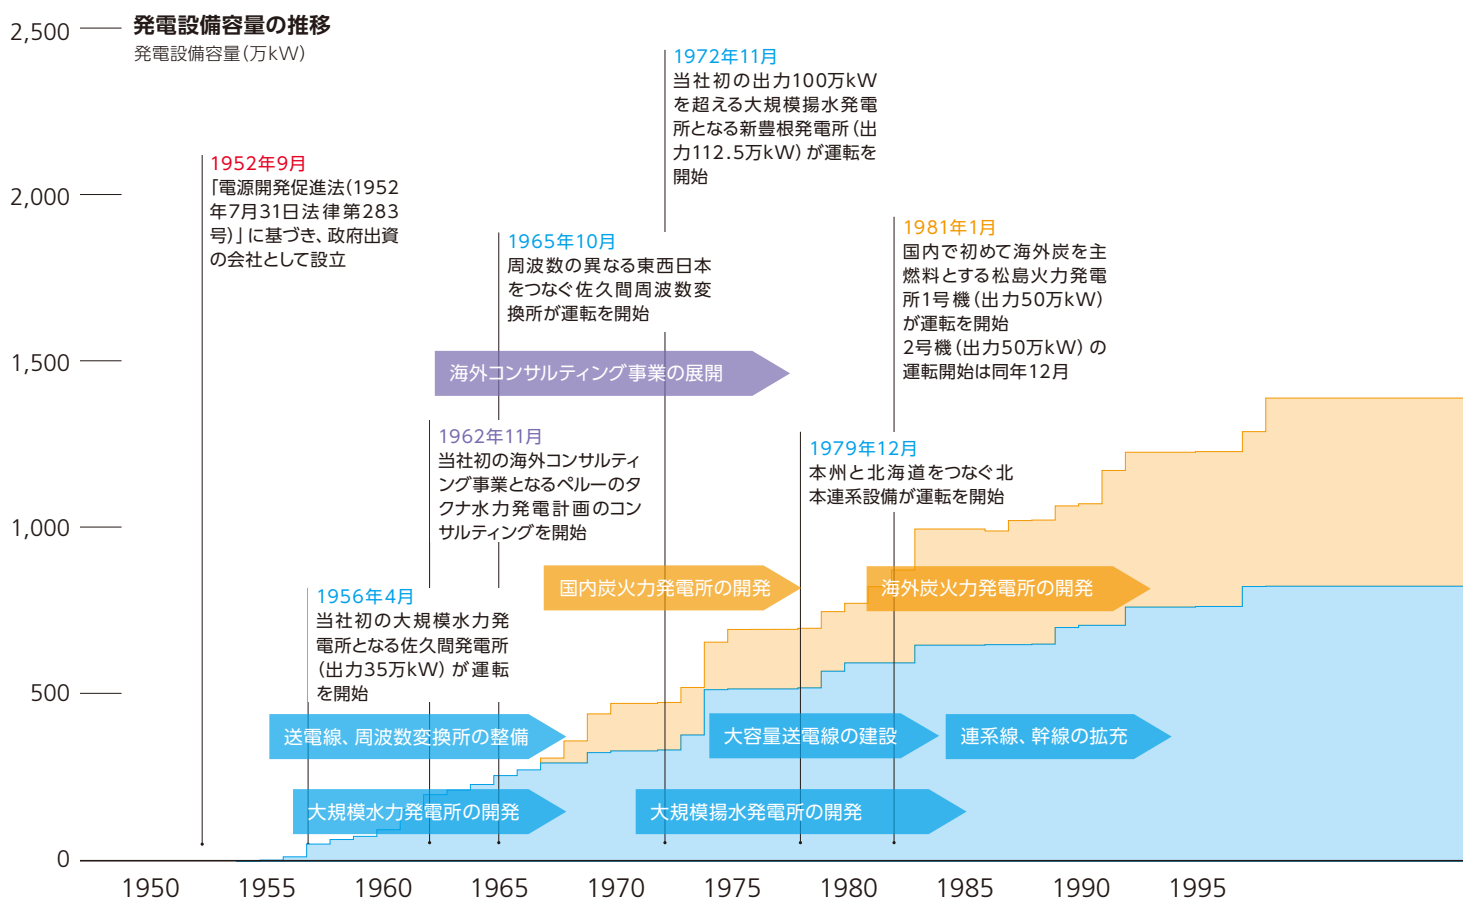 発電設備容量の推移
発電設備容量（万kW）
2,500
2,000
1,500
1,000
500
0
1952年9月
「電源開発促進法（1952
年7月31日法律第283
号）」に基づき、政府出資
の会社として設立
1956年4月
当社初の大規模水力発
電所となる佐久間発電所
（出力35万kW）が運転
を開始
1962年11月
当社初の海外コンサルティ
ング事業となるペルーのタ
クナ水力発電計画のコン
サルティングを開始
1965年10月
周波数の異なる東西日本
をつなぐ佐久間周波数変
換所が運転を開始
1972年11月
当社初の出力100万kW
を超える大規模揚水発電
所となる新豊根発電所（出
力112.5万kW）が運転を
開始
1979年12月
本州と北海道をつなぐ北
本連系設備が運転を開始
1981年1月
国内で初めて海外炭を主
燃料とする松島火力発電
所1号機（出力50万kW）
が運転を開始
2号機（出力50万kW）の
運転開始は同年12月
海外コンサルティング事業の展開
国内炭火力発電所の開発
海外炭火力発電所の開発
送電線、周波数変換所の整備
大容量送電線の建設
連系線、幹線の拡充
大規模水力発電所の開発
大規模揚水発電所の開発
1950
1955
1960
1965
1970
1975
1980
1985
1990
1995